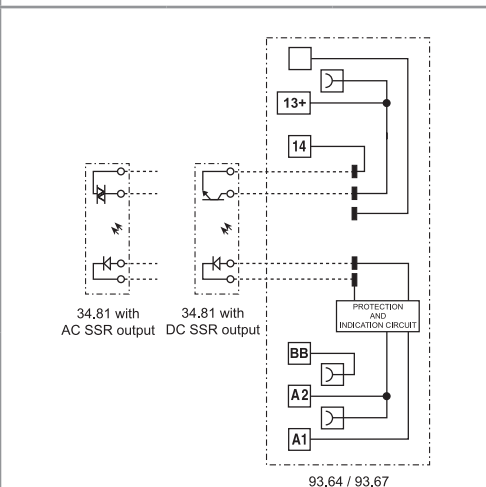 13+
14
34.81 with
AC SSR output
34.81 with
DC SSR output
PROTECTION
AND
INDICATION CIRCUIT
BB
A2
A1
93.64 / 93.67